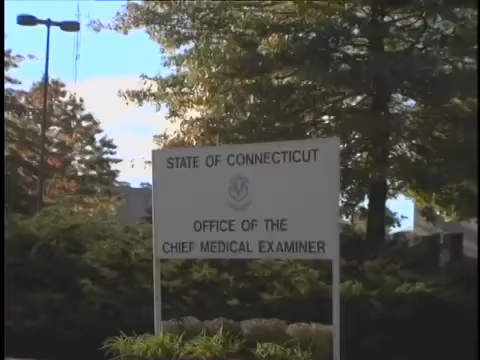 STATE OF CONNECTICUT
OFFICE OF THE
CHIEF MEDICAL EXAMINER